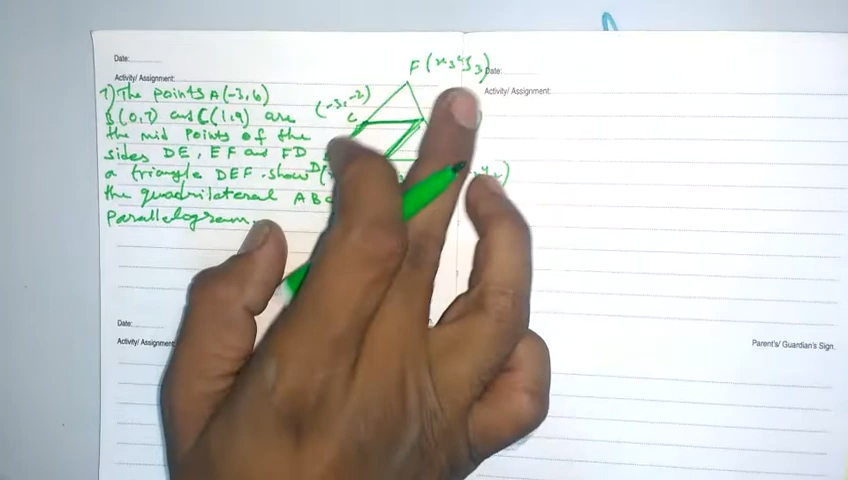 Date:
Activity/ Assignment:
1) The points A(-3,6)
B(0,7) and C(1,9) are
the mid points of the
sides DE, EF and FD
a triangle DEF. show
the quadrilateral AB
parallelogram.
F (x3 y3)
(-3,-2)
C
D(
Date:
Activity/ Assignment:
Date:
Activity/ Assignment:
Parent's/ Guardian's Sign.